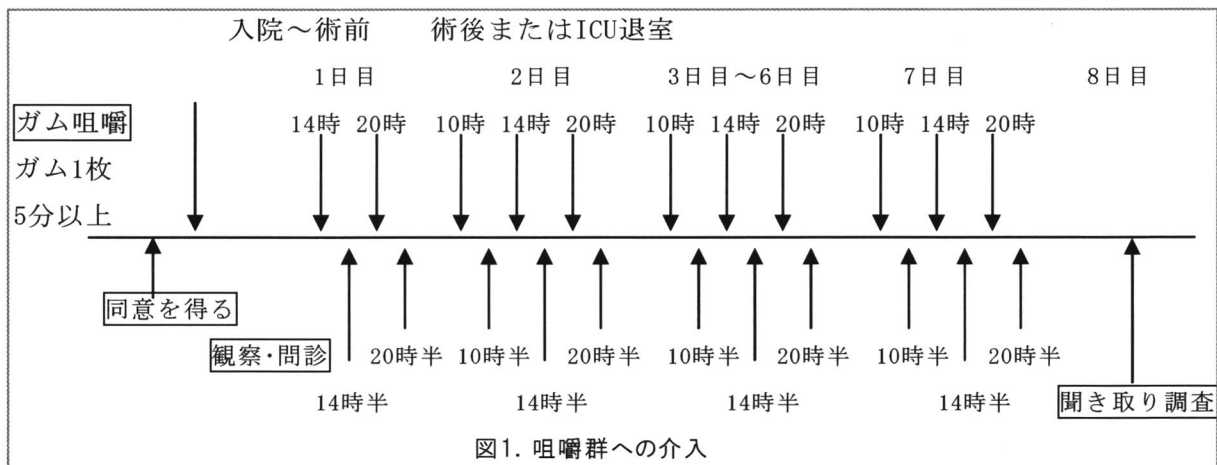 入院～術前　術後またはICU退室
1日目　2日目　3日目～6日目　7日目　8日目
ガム咀嚼　14時 20時　10時 14時 20時　10時 14時 20時　10時 14時 20時
ガム1枚
5分以上
同意を得る
観察・問診　20時半　10時半　20時半　10時半　20時半　10時半　20時半
14時半　14時半　14時半　14時半　聞き取り調査
図1. 咀嚼群への介入